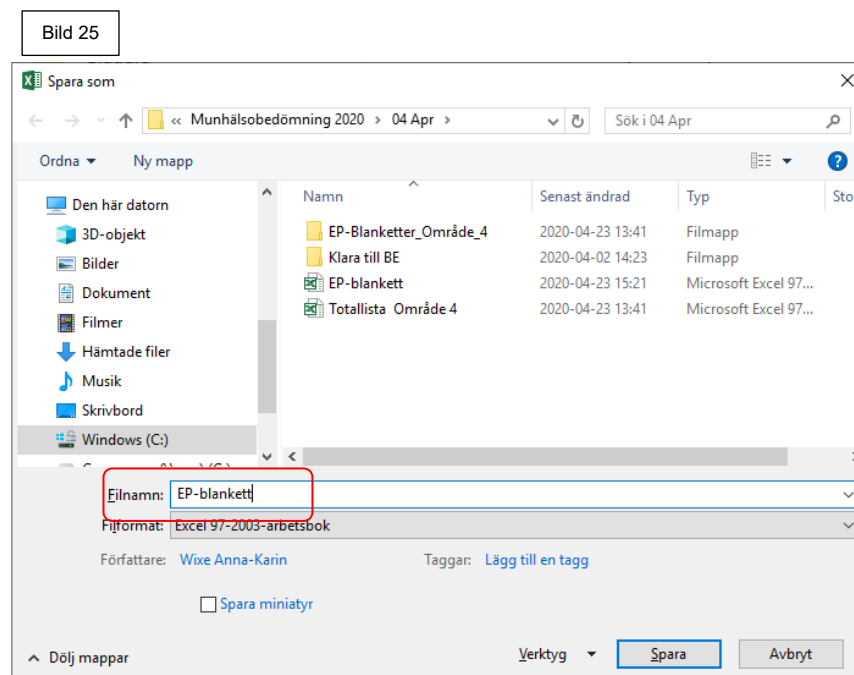 Bild 25
Spara som
« Munhälsobedömning 2020 › 04 Apr ›
Sök i 04 Apr
Ordna
Ny mapp
Den här datorn
3D-objekt
Bilder
Dokument
Filmer
Hämtade filer
Musik
Skrivbord
Windows (C:)
Namn Senast ändrad Typ Sto
EP-Blanketter_Område_4 2020-04-23 13:41 Filmapp
Klara till BE 2020-04-02 14:23 Filmapp
EP-blankett 2020-04-23 15:21 Microsoft Excel 97...
Totallista Område 4 2020-04-23 13:41 Microsoft Excel 97...
Filnamn: EP-blankett
Filformat: Excel 97-2003-arbetsbok
Författare: Wixe Anna-Karin Taggar: Lägg till en tagg
Spara miniatyr
Dölj mappar Verktyg Spara Avbryt